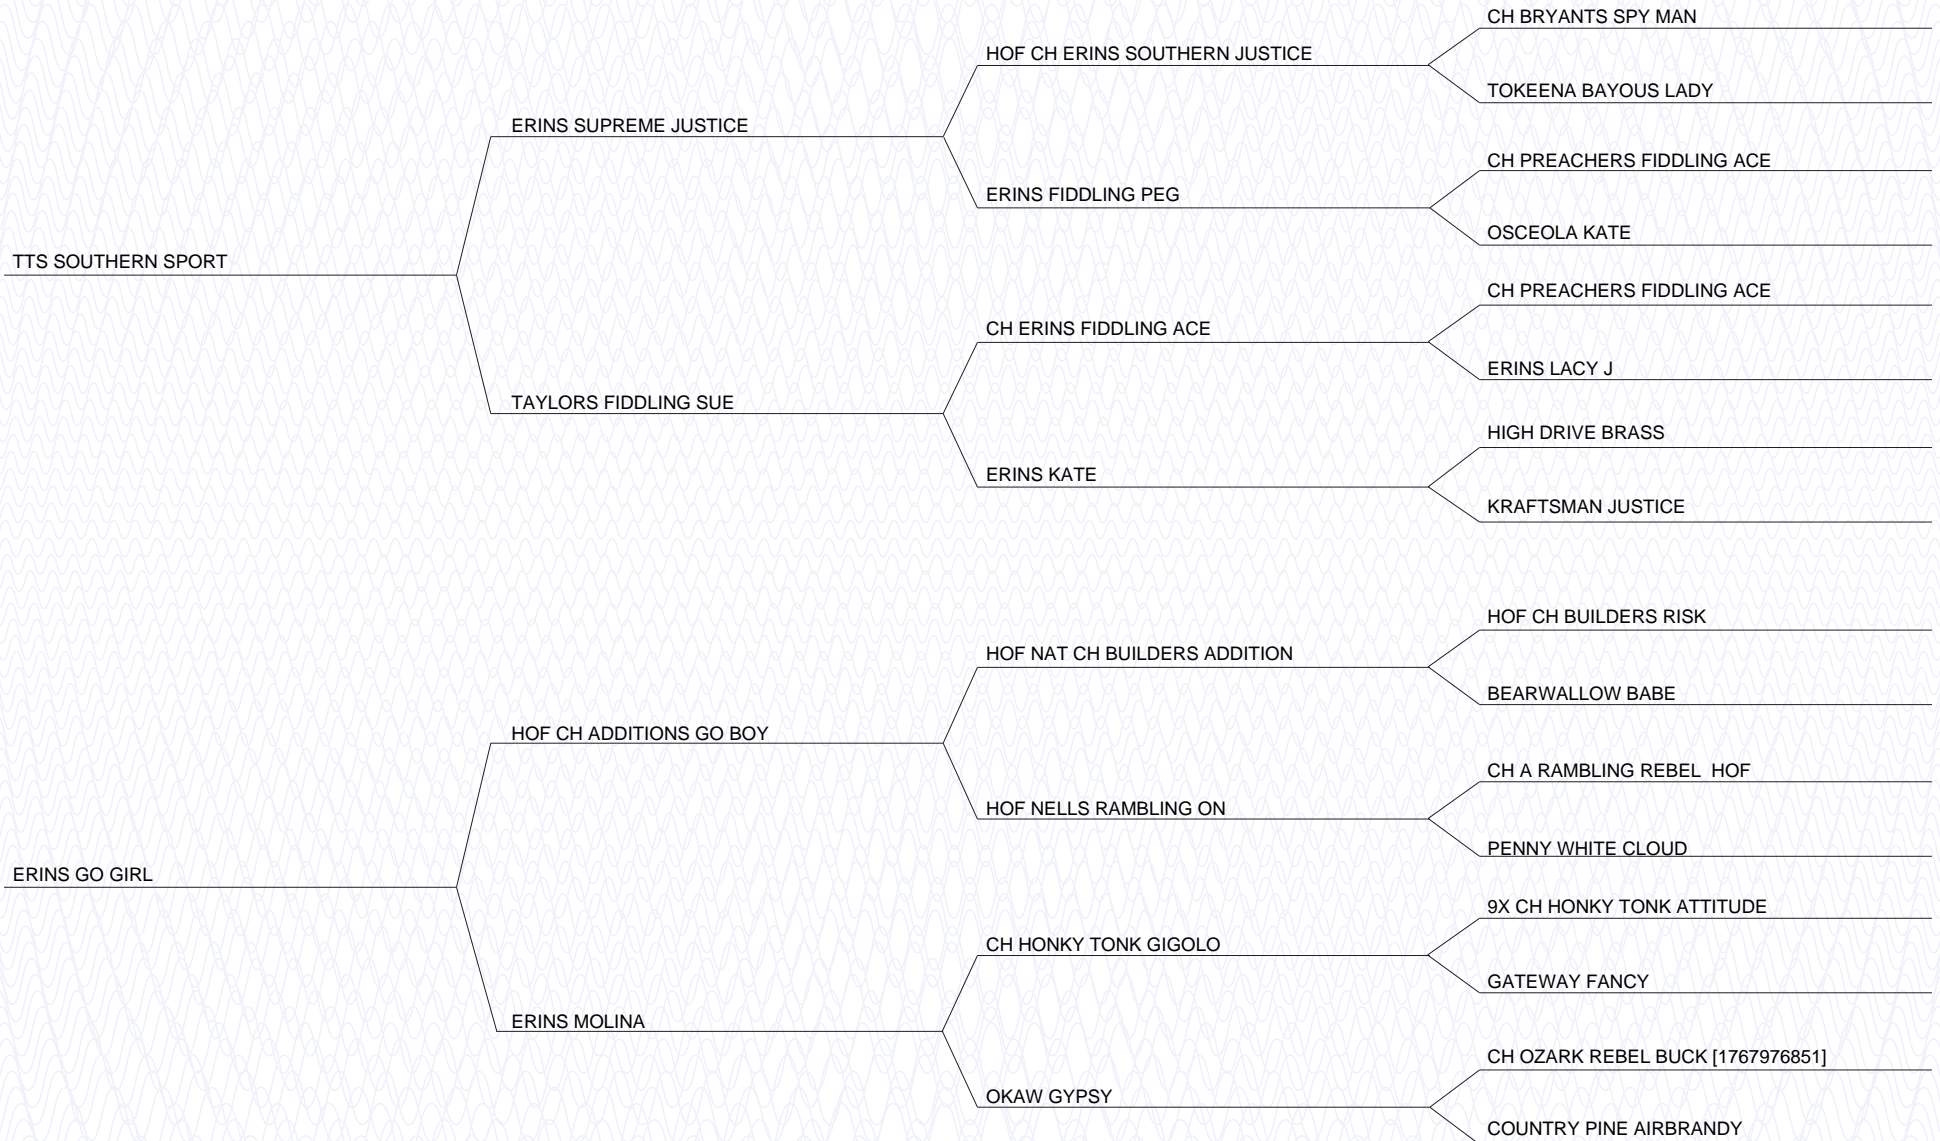 CH BRYANTS SPY MAN
HOF CH ERINS SOUTHERN JUSTICE
TOKEENA BAYOUS LADY
ERINS SUPREME JUSTICE
CH PREACHERS FIDDLING ACE
ERINS FIDDLING PEG
OSCEOLA KATE
TTS SOUTHERN SPORT
CH PREACHERS FIDDLING ACE
CH ERINS FIDDLING ACE
ERINS LACY J
TAYLORS FIDDLING SUE
HIGH DRIVE BRASS
ERINS KATE
KRAFTSMAN JUSTICE
HOF CH BUILDERS RISK
HOF NAT CH BUILDERS ADDITION
BEARWALLOW BABE
HOF CH ADDITIONS GO BOY
CH A RAMBLING REBEL  HOF
HOF NELLS RAMBLING ON
PENNY WHITE CLOUD
ERINS GO GIRL
9X CH HONKY TONK ATTITUDE
CH HONKY TONK GIGOLO
GATEWAY FANCY
ERINS MOLINA
CH OZARK REBEL BUCK [1767976851]
OKAW GYPSY
COUNTRY PINE AIRBRANDY